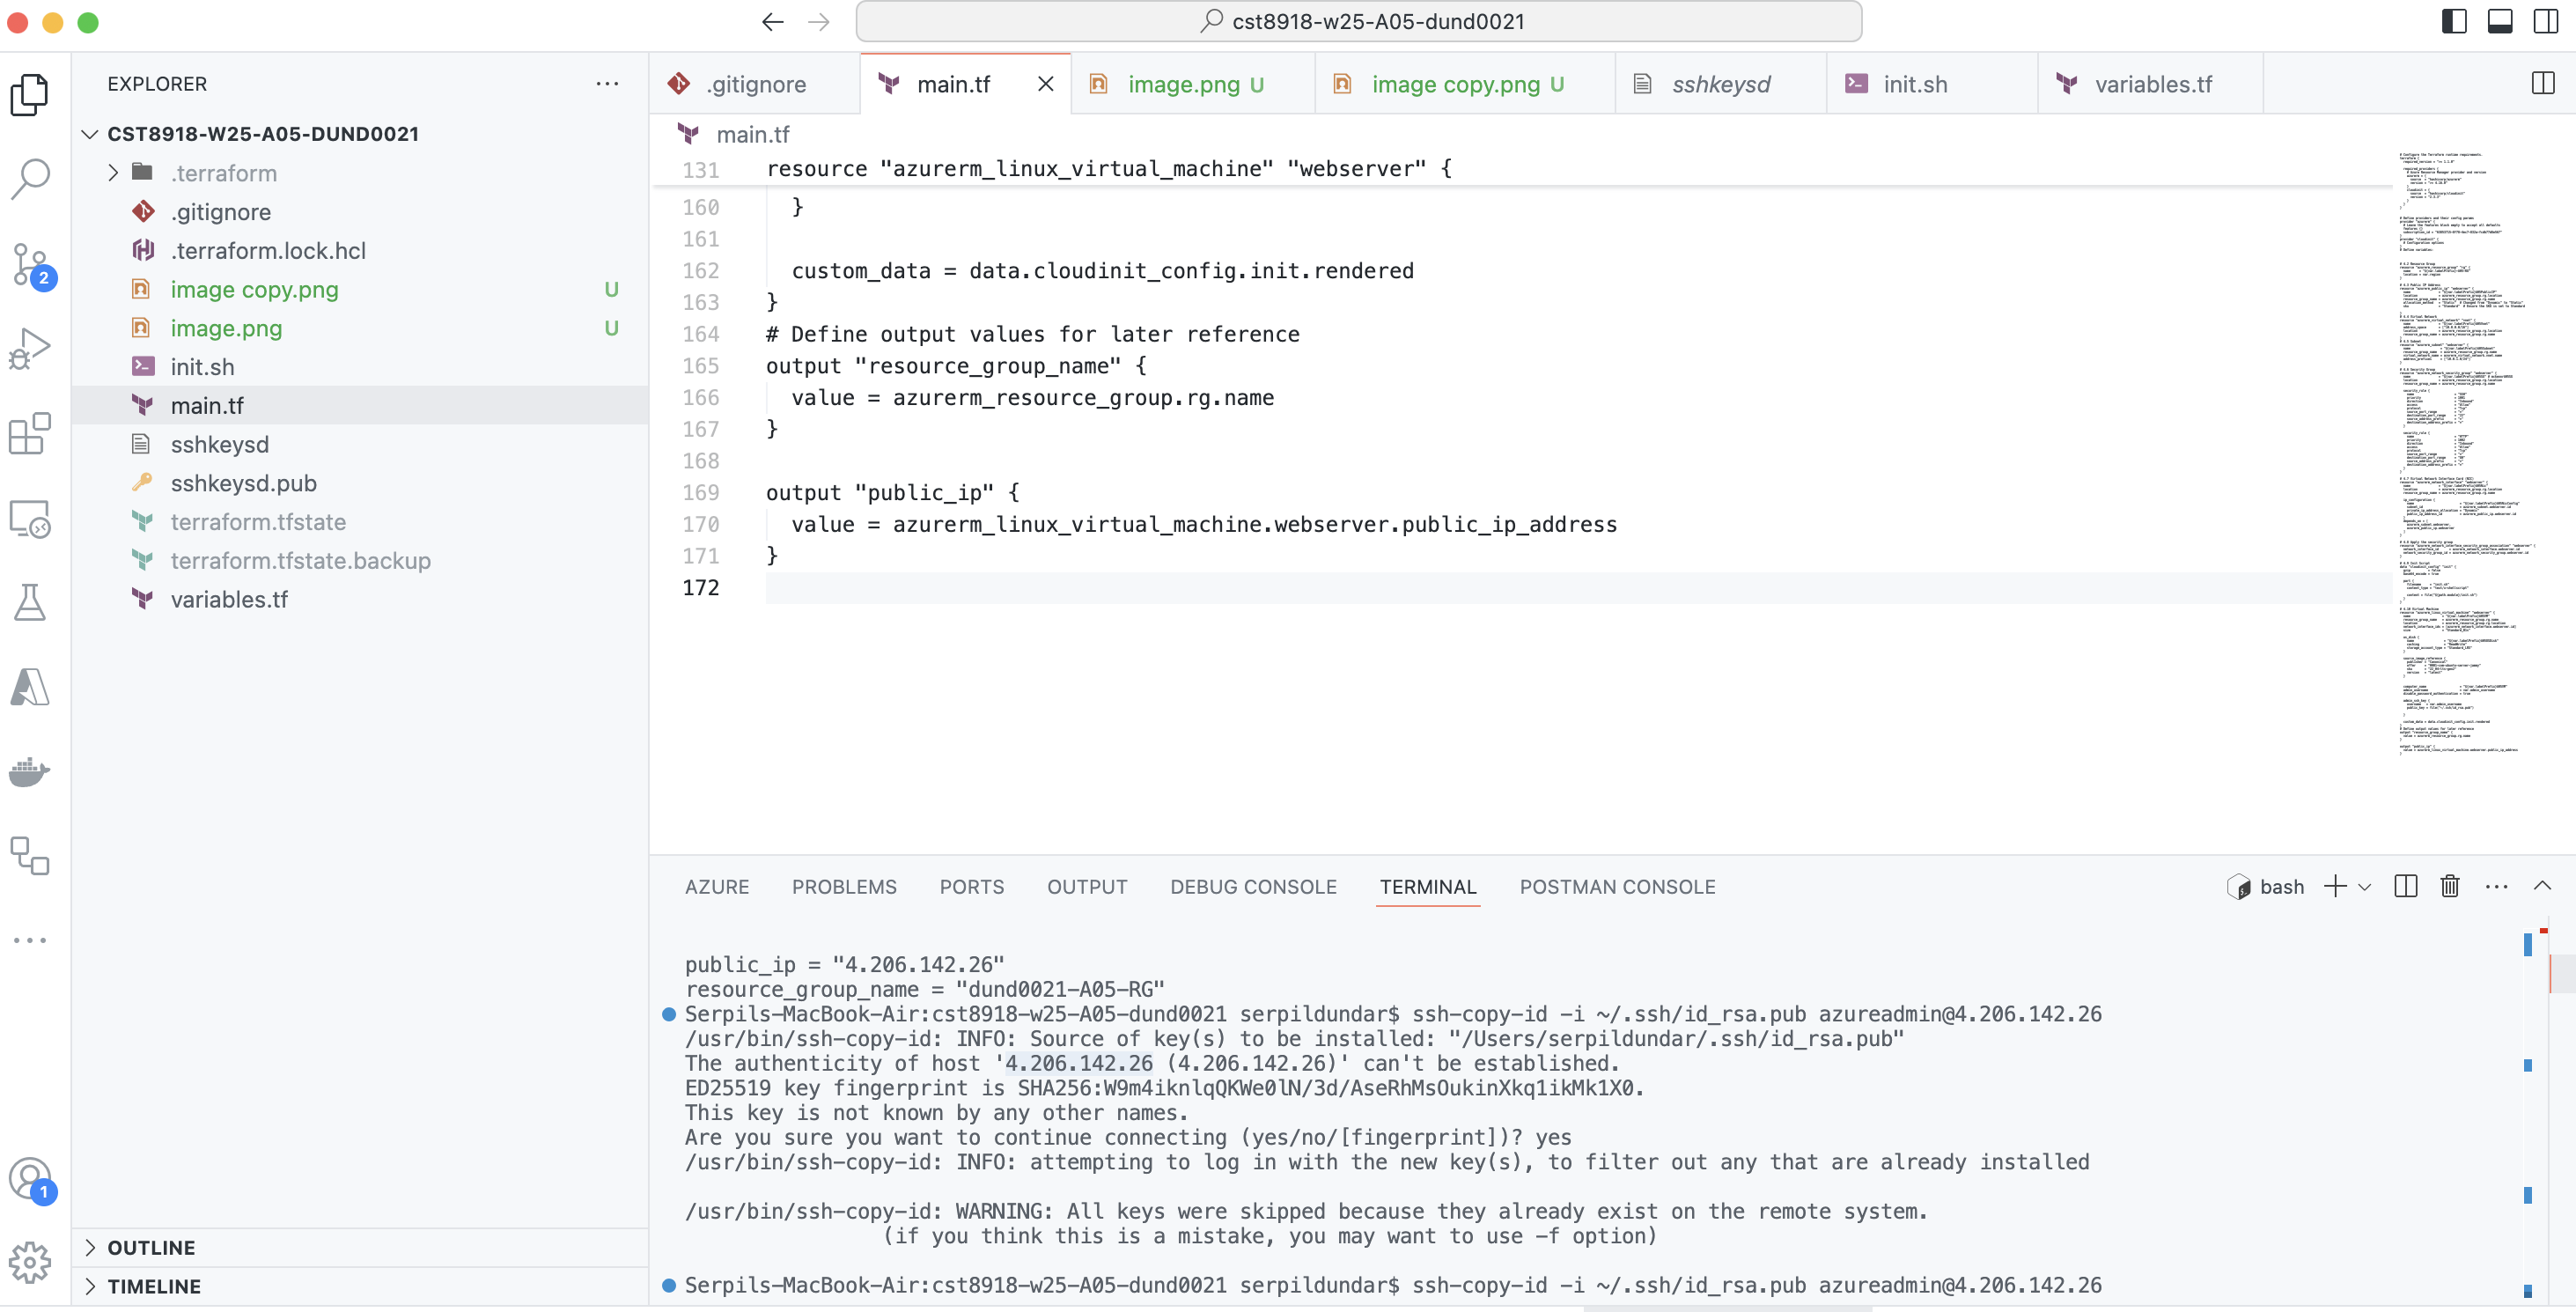 cst8918-w25-A05-dund0021
EXPLORER
CST8918-W25-A05-DUND0021
.terraform
.gitignore
.terraform.lock.hcl
image copy.png U
image.png U
init.sh
main.tf
sshkeysd
sshkeysd.pub
terraform.tfstate
terraform.tfstate.backup
variables.tf
OUTLINE
TIMELINE
2
1
.gitignore main.tf image.png U image copy.png U sshkeysd init.sh variables.tf
main.tf
131 resource "azurerm_linux_virtual_machine" "webserver" {
160 }
161
162 custom_data = data.cloudinit_config.init.rendered
163 }
164 # Define output values for later reference
165 output "resource_group_name" {
166 value = azurerm_resource_group.rg.name
167 }
168
169 output "public_ip" {
170 value = azurerm_linux_virtual_machine.webserver.public_ip_address
171 }
172
AZURE PROBLEMS PORTS OUTPUT DEBUG CONSOLE TERMINAL POSTMAN CONSOLE bash
public_ip = "4.206.142.26"
resource_group_name = "dund0021-A05-RG"
Serpils-MacBook-Air:cst8918-w25-A05-dund0021 serpildundar$ ssh-copy-id -i ~/.ssh/id_rsa.pub azureadmin@4.206.142.26
/usr/bin/ssh-copy-id: INFO: Source of key(s) to be installed: "/Users/serpildundar/.ssh/id_rsa.pub"
The authenticity of host '4.206.142.26 (4.206.142.26)' can't be established.
ED25519 key fingerprint is SHA256:W9m4iknlqQKWe0lN/3d/AseRhMsOukinXkq1ikMk1X0.
This key is not known by any other names.
Are you sure you want to continue connecting (yes/no/[fingerprint])? yes
/usr/bin/ssh-copy-id: INFO: attempting to log in with the new key(s), to filter out any that are already installed
/usr/bin/ssh-copy-id: WARNING: All keys were skipped because they already exist on the remote system.
(if you think this is a mistake, you may want to use -f option)
Serpils-MacBook-Air:cst8918-w25-A05-dund0021 serpildundar$ ssh-copy-id -i ~/.ssh/id_rsa.pub azureadmin@4.206.142.26